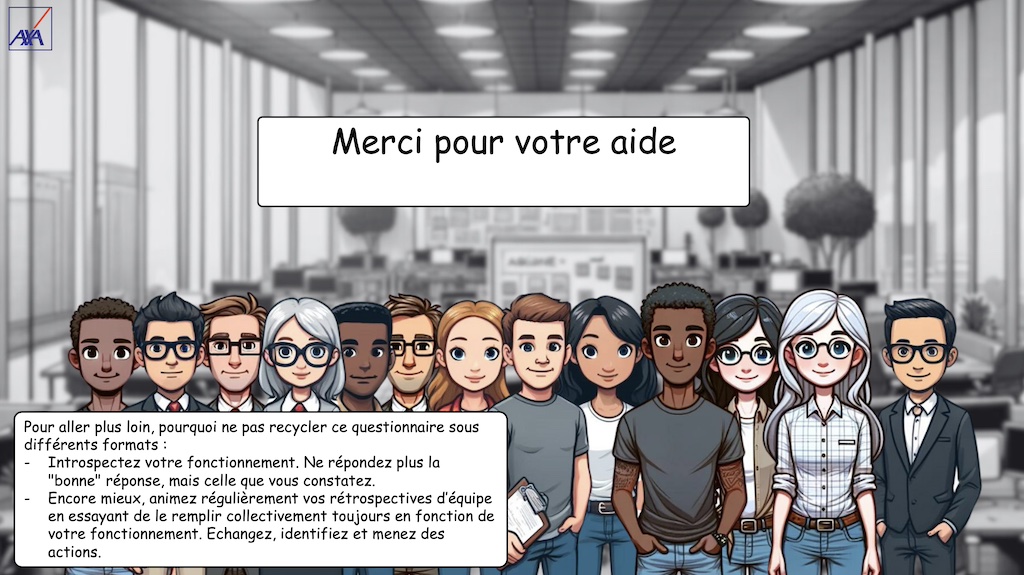 AXA
Merci pour votre aide
Pour aller plus loin, pourquoi ne pas recycler ce questionnaire sous
différents formats :
- Introspectez votre fonctionnement. Ne répondez plus la
"bonne" réponse, mais celle que vous constatez.
- Encore mieux, animez régulièrement vos rétrospectives d’équipe
en essayant de le remplir collectivement toujours en fonction de
votre fonctionnement. Echangez, identifiez et menez des
actions.